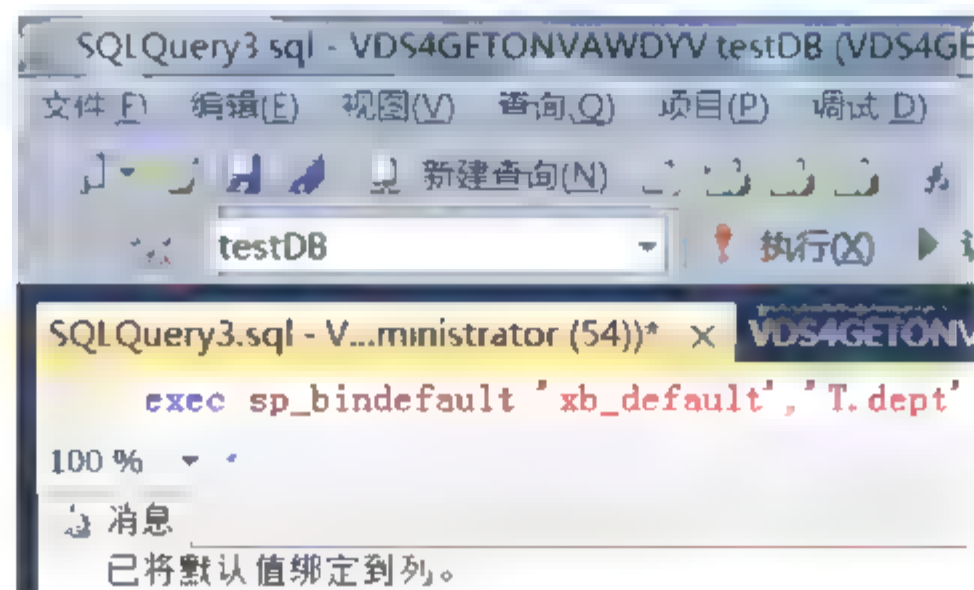 SQLQuery3.sql - VDS4GETONVAWDYV.testDB (VDS4GE
文件(F) 编辑(E) 视图(V) 查询(Q) 项目(P) 调试(D)
新建查询(N)
testDB 执行(X)
SQLQuery3.sql - V...ministrator (54))* × VDS4GETONV
exec sp_bindefault 'xb_default','T.dept'
100 %
消息
已将默认值绑定到列。